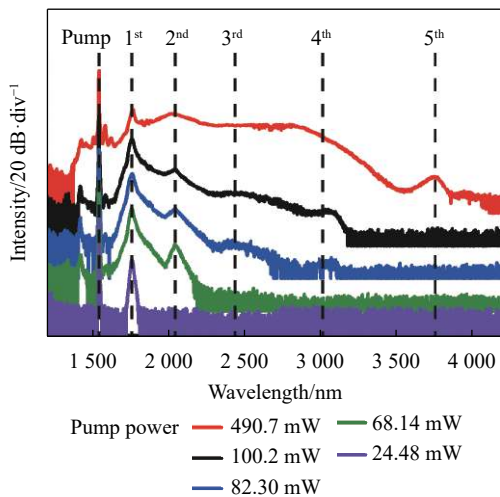 Pump 1st 2nd 3rd 4th 5th
Intensity/20 dB·div⁻¹
1 500 2 000 2 500 3 000 3 500 4 000
Wavelength/nm
Pump power 490.7 mW 68.14 mW
100.2 mW 24.48 mW
82.30 mW